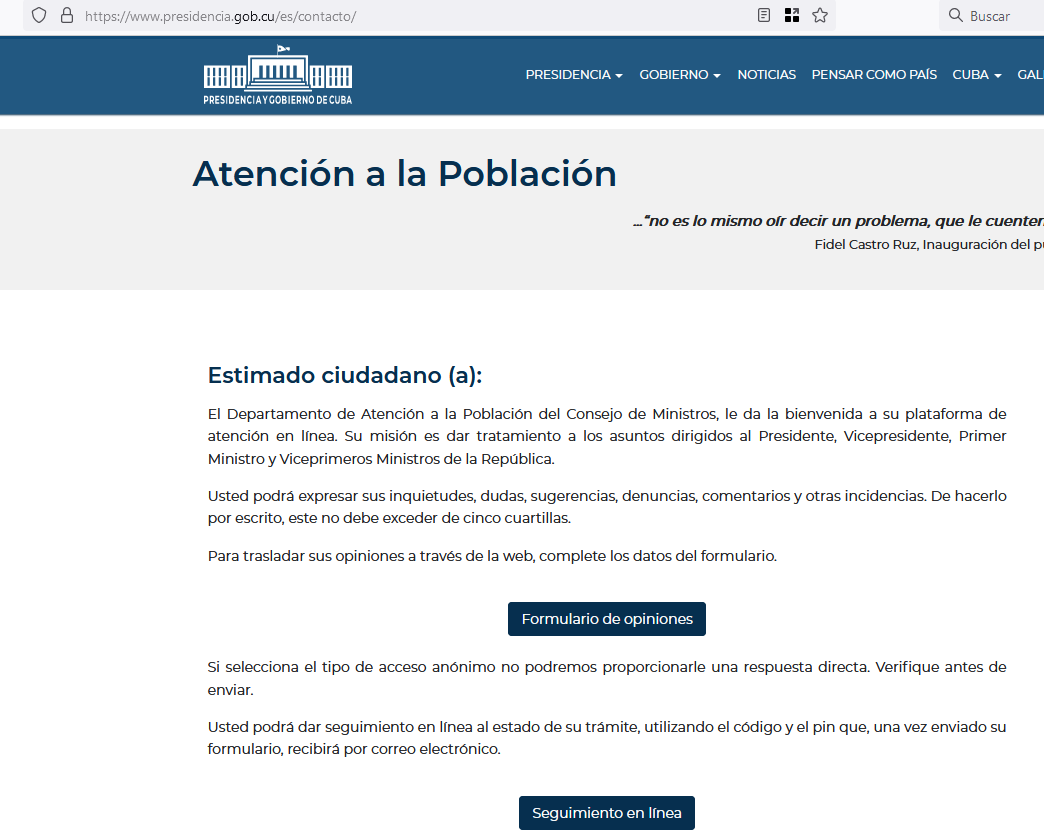 https://www.presidencia.gob.cu/es/contacto/
Buscar
PRESIDENCIA Y GOBIERNO DE CUBA
PRESIDENCIA GOBIERNO NOTICIAS PENSAR COMO PAÍS CUBA
Atención a la Población
..."no es lo mismo oír decir un problema, que le
Fidel Castro Ruz, Inauguración del
Estimado ciudadano (a):
El Departamento de Atención a la Población del Consejo de Ministros, le da la bienvenida a su plataforma de
atención en línea. Su misión es dar tratamiento a los asuntos dirigidos al Presidente, Vicepresidente, Primer
Ministro y Viceprimeros Ministros de la República.
Usted podrá expresar sus inquietudes, dudas, sugerencias, denuncias, comentarios y otras incidencias. De hacerlo
por escrito, este no debe exceder de cinco cuartillas.
Para trasladar sus opiniones a través de la web, complete los datos del formulario.
Formulario de opiniones
Si selecciona el tipo de acceso anónimo no podremos proporcionarle una respuesta directa. Verifique antes de
enviar.
Usted podrá dar seguimiento en línea al estado de su trámite, utilizando el código y el pin que, una vez enviado su
formulario, recibirá por correo electrónico.
Seguimiento en línea